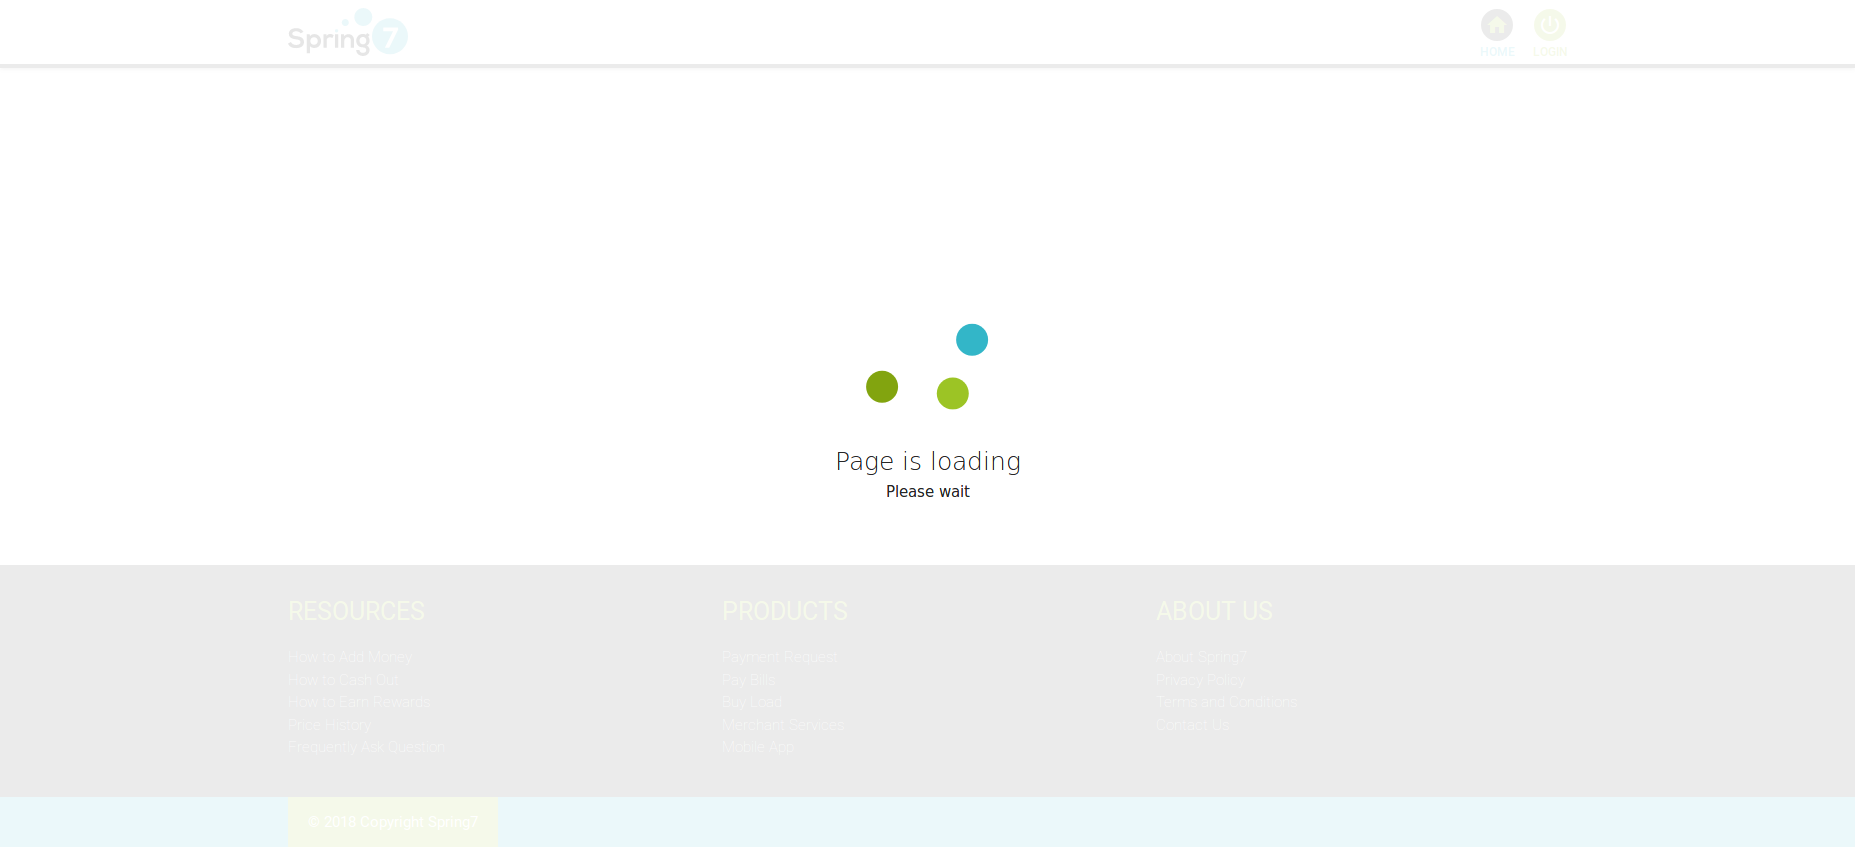 Spring7
HOME
LOGIN
Page is loading
Please wait
RESOURCES
How to Add Money
How to Cash Out
How to Earn Rewards
Price History
Frequently Ask Question
PRODUCTS
Payment Request
Pay Bills
Buy Load
Merchant Services
Mobile App
ABOUT US
About Spring7
Privacy Policy
Terms and Conditions
Contact Us
© 2018 Copyright Spring7